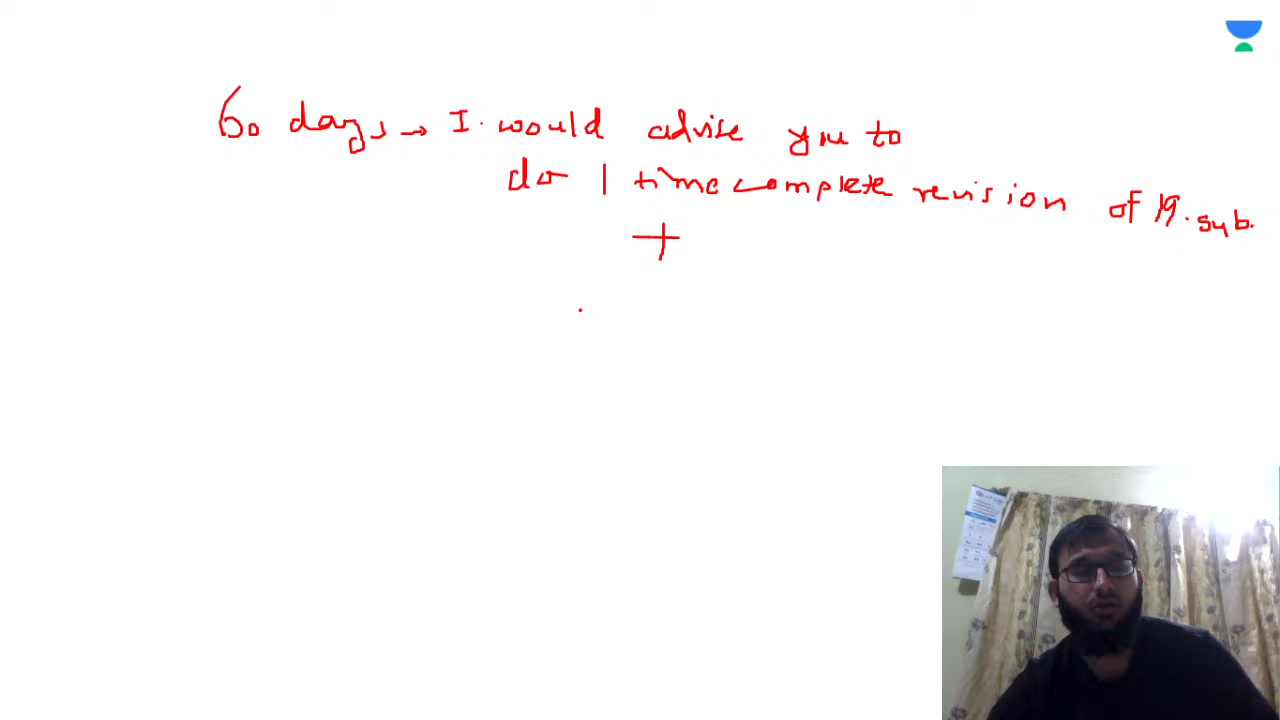 60 days → I. would advise you to
do 1 time complete revision of 19. sub.
+